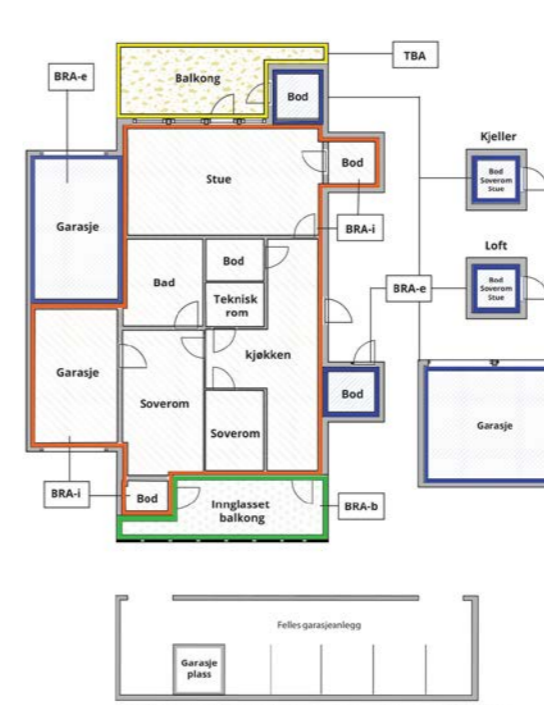 TBA
BRA-e
Balkong
Bod
Kjeller
Bod
Soverom
Stue
Stue
Bod
Garasje
BRA-i
Loft
Bod
Bad
Bod
Soverom
Stue
BRA-e
Teknisk
rom
kjøkken
Garasje
Soverom
Bod
Garasje
Soverom
BRA-i
Bod
Innglasset
balkong
BRA-b
Felles garasjeanlegg
Garasje
plass